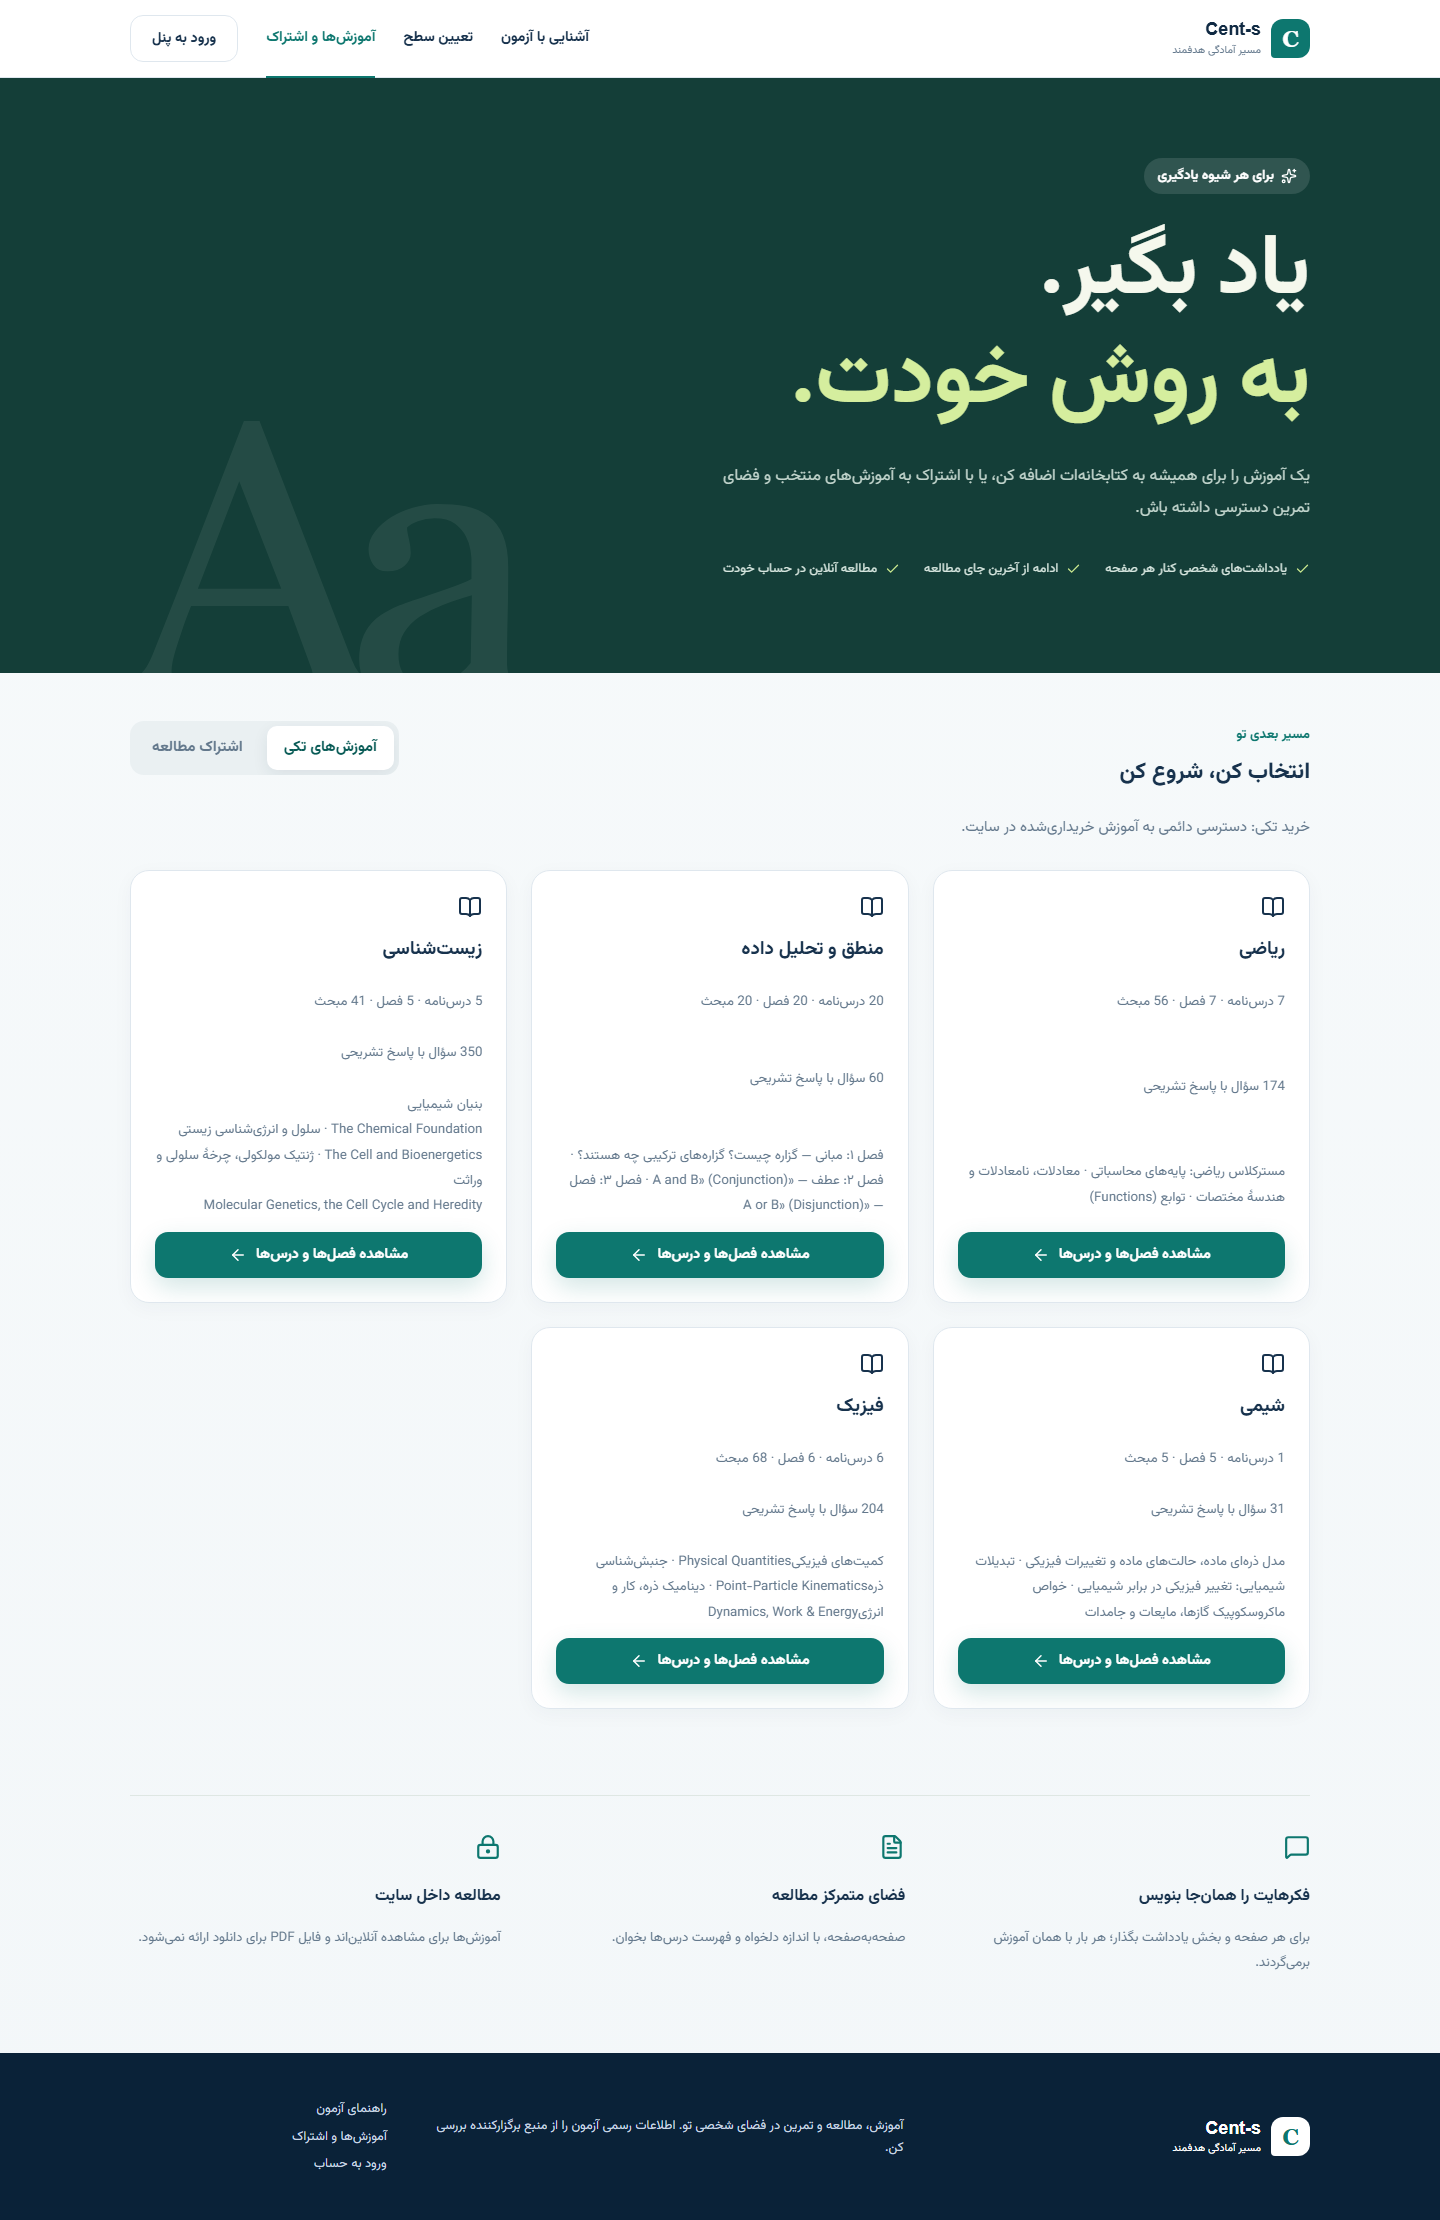 C
Cent-s
مسیر آمادگی هدفمند
آشنایی با آزمون
تعیین سطح
آموزش‌ها و اشتراک
ورود به پنل
برای هر شیوه یادگیری
یاد بگیر.
به روش خودت.
یک آموزش را برای همیشه به کتابخانه‌ات اضافه کن، یا با اشتراک به آموزش‌های منتخب و فضای
تمرین دسترسی داشته باش.
یادداشت‌های شخصی کنار هر صفحه
ادامه از آخرین جای مطالعه
مطالعه آنلاین در حساب خودت
Aa
مسیر بعدی تو
انتخاب کن، شروع کن
آموزش‌های تکی
اشتراک مطالعه
خرید تکی: دسترسی دائمی به آموزش خریداری‌شده در سایت.
ریاضی
7 درس‌نامه · 7 فصل · 56 مبحث
174 سؤال با پاسخ تشریحی
مسترکلاس ریاضی: پایه‌های محاسباتی · معادلات، نامعادلات و
هندسهٔ مختصات · توابع (Functions)
مشاهده فصل‌ها و درس‌ها
منطق و تحلیل داده
20 درس‌نامه · 20 فصل · 20 مبحث
60 سؤال با پاسخ تشریحی
فصل ۱: مبانی — گزاره چیست؟ گزاره‌های ترکیبی چه هستند؟ ·
فصل ۲: عطف — «A and B» (Conjunction) · فصل ۳: فصل
— «A or B» (Disjunction)
مشاهده فصل‌ها و درس‌ها
زیست‌شناسی
5 درس‌نامه · 5 فصل · 41 مبحث
350 سؤال با پاسخ تشریحی
بنیان شیمیایی
The Chemical Foundation · سلول و انرژی‌شناسی زیستی
The Cell and Bioenergetics · ژنتیک مولکولی، چرخهٔ سلولی و
وراثت
Molecular Genetics, the Cell Cycle and Heredity
مشاهده فصل‌ها و درس‌ها
شیمی
1 درس‌نامه · 5 فصل · 5 مبحث
31 سؤال با پاسخ تشریحی
مدل ذره‌ای ماده، حالت‌های ماده و تغییرات فیزیکی · تبدیلات
شیمیایی: تغییر فیزیکی در برابر شیمیایی · خواص
ماکروسکوپیک گازها، مایعات و جامدات
مشاهده فصل‌ها و درس‌ها
فیزیک
6 درس‌نامه · 6 فصل · 68 مبحث
204 سؤال با پاسخ تشریحی
کمیت‌های فیزیکیPhysical Quantities · جنبش‌شناسی
ذرهPoint-Particle Kinematics · دینامیک ذره، کار و
انرژیDynamics, Work & Energy
مشاهده فصل‌ها و درس‌ها
فکرهایت را همان‌جا بنویس
برای هر صفحه و بخش یادداشت بگذار؛ هر بار با همان آموزش
برمی‌گردند.
فضای متمرکز مطالعه
صفحه‌به‌صفحه، با اندازه دلخواه و فهرست درس‌ها بخوان.
مطالعه داخل سایت
آموزش‌ها برای مشاهده آنلاین‌اند و فایل PDF برای دانلود ارائه نمی‌شود.
C
Cent-s
مسیر آمادگی هدفمند
آموزش، مطالعه و تمرین در فضای شخصی تو. اطلاعات رسمی آزمون را از منبع برگزارکننده بررسی
کن.
راهنمای آزمون
آموزش‌ها و اشتراک
ورود به حساب